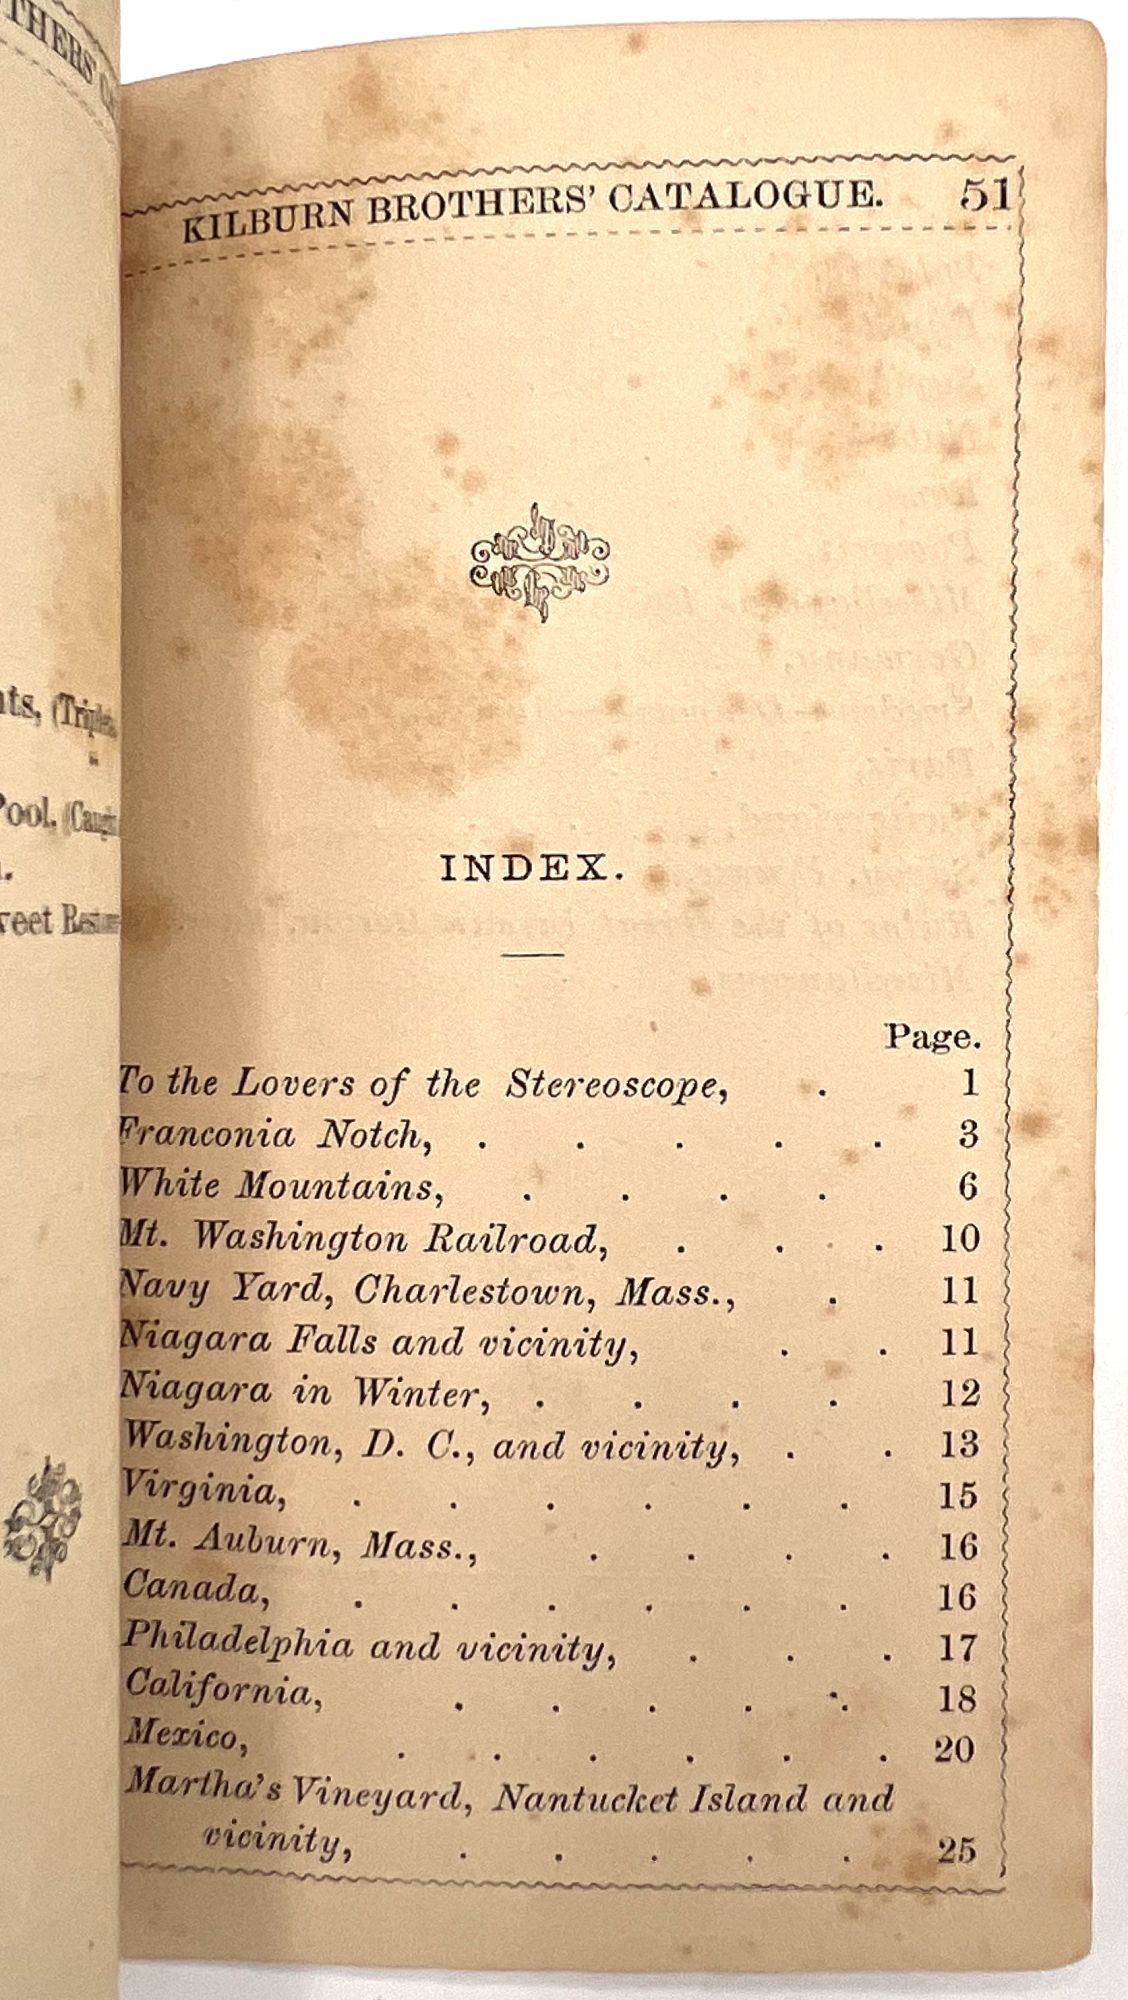 KILBURN BROTHERS' CATALOGUE. 51
INDEX.
Page.
To the Lovers of the Stereoscope, . 1
Franconia Notch, . . . . . 3
White Mountains, . . . . 6
Mt. Washington Railroad, . . . 10
Navy Yard, Charlestown, Mass., . 11
Niagara Falls and vicinity, . . 11
Niagara in Winter, . . . . 12
Washington, D. C., and vicinity, . . 13
Virginia, . . . . . . 15
Mt. Auburn, Mass., . . . . 16
Canada, . . . . . . 16
Philadelphia and vicinity, . . . 17
California, . . . . . 18
Mexico, . . . . . . 20
Martha's Vineyard, Nantucket Island and
vicinity, . . . . . 25